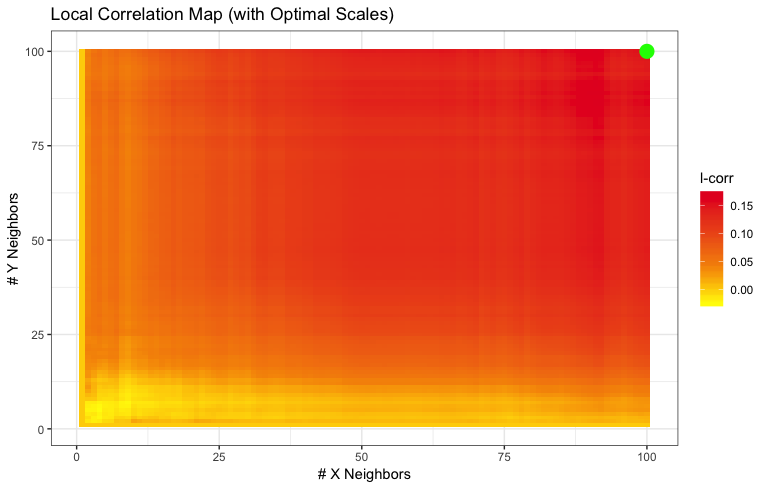 Local Correlation Map (with Optimal Scales)
100
75
50
25
0
# Y Neighbors
0 25 50 75 100
# X Neighbors
l-corr
0.15
0.10
0.05
0.00